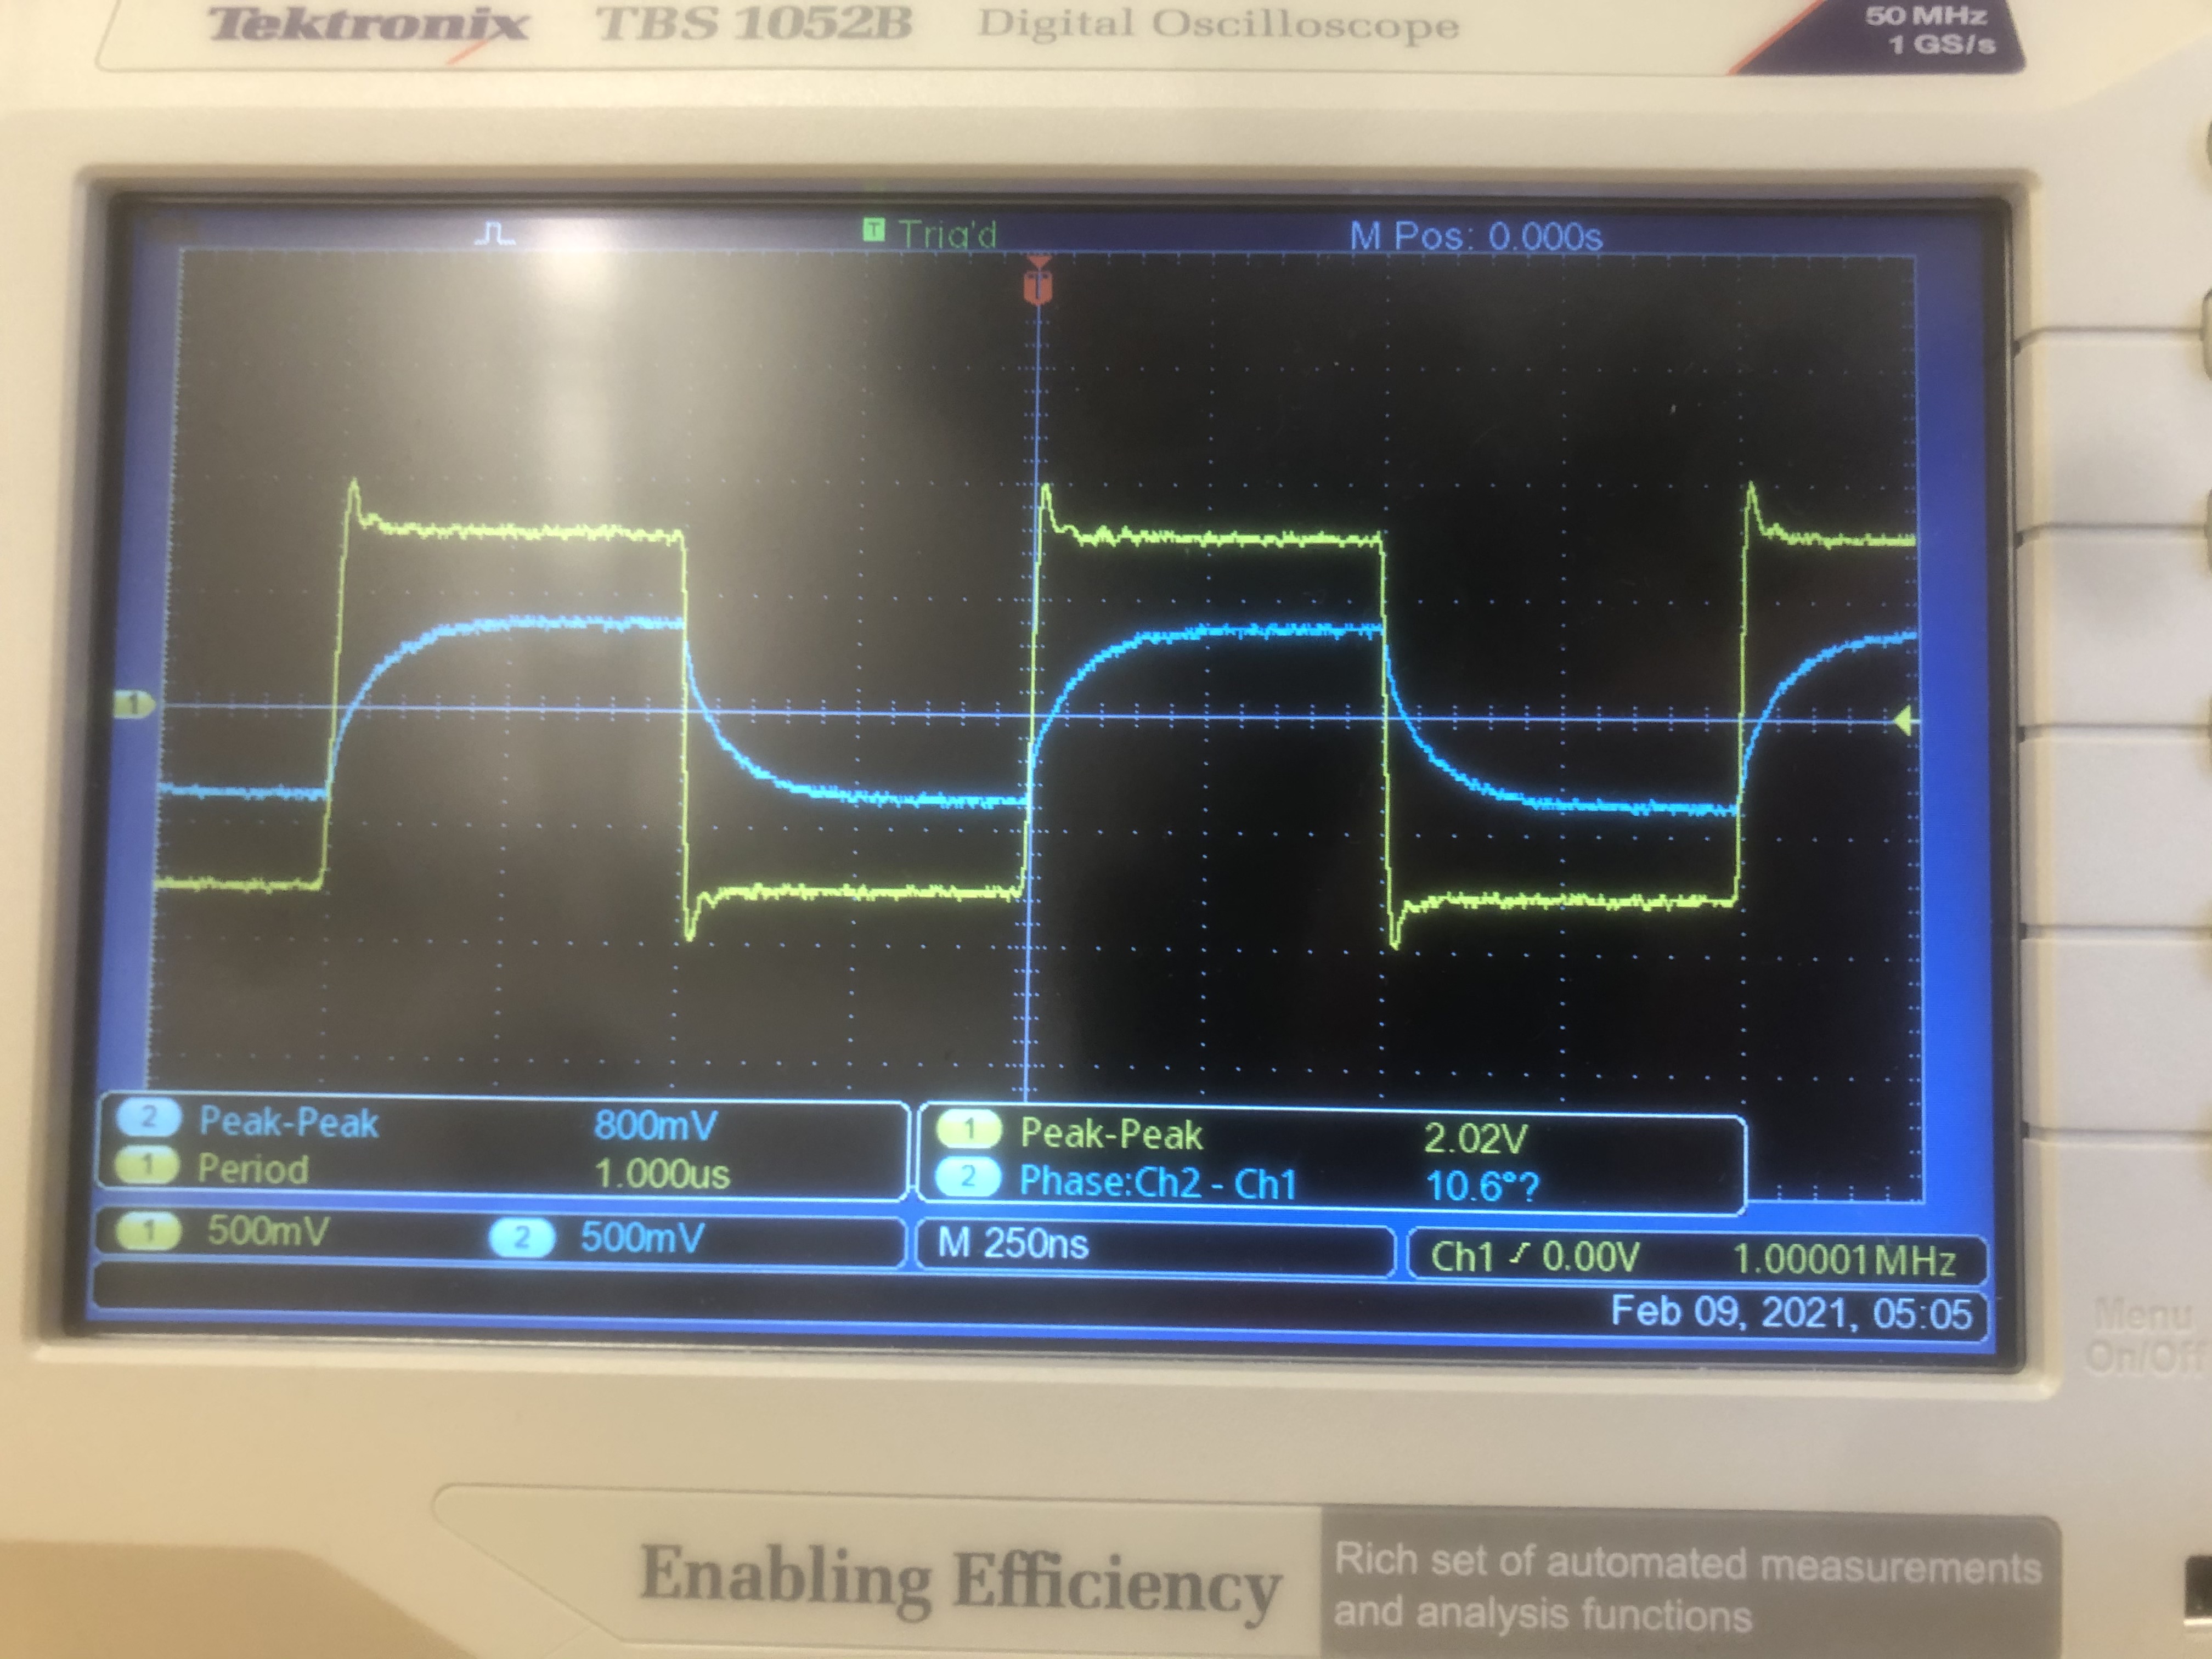 Tektronix TBS 1052B Digital Oscilloscope
50 MHz
1 GS/s
T Trig'd M Pos: 0.000s
T
1
2 Peak-Peak 800mV
1 Period 1.000us
1 Peak-Peak 2.02V
2 Phase:Ch2 - Ch1 10.6°?
1 500mV 2 500mV M 250ns Ch1 0.00V 1.00001MHz
Feb 09, 2021, 05:05
Menu
On/Off
Enabling Efficiency
Rich set of automated measurements
and analysis functions